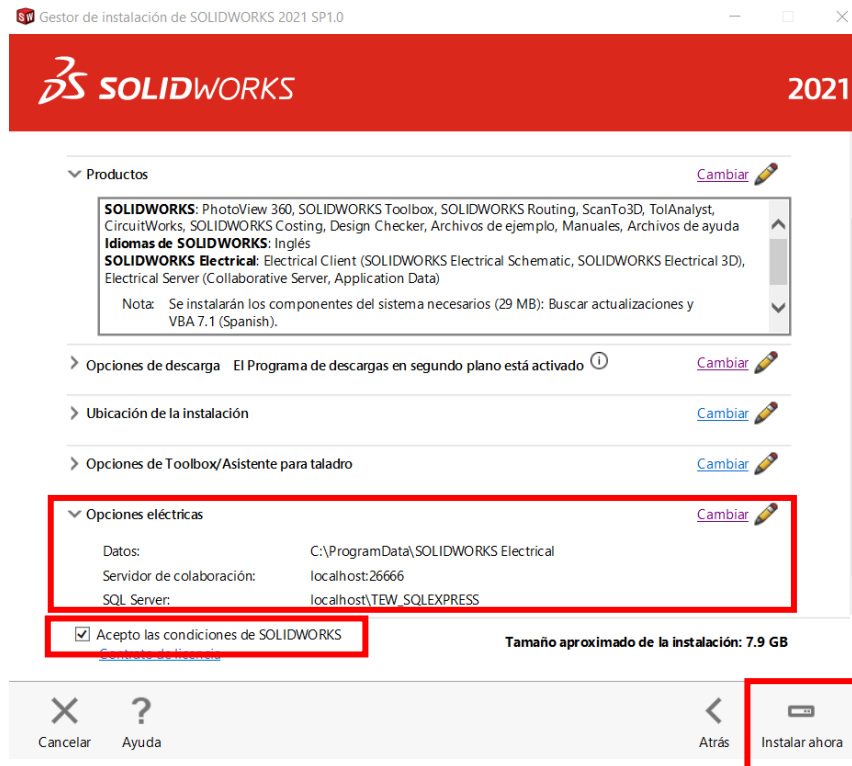 Gestor de instalación de SOLIDWORKS 2021 SP1.0
SOLIDWORKS
2021
Productos
Cambiar
SOLIDWORKS: PhotoView 360, SOLIDWORKS Toolbox, SOLIDWORKS Routing, ScanTo3D, TolAnalyst,
CircuitWorks, SOLIDWORKS Costing, Design Checker, Archivos de ejemplo, Manuales, Archivos de ayuda
Idiomas de SOLIDWORKS: Inglés
SOLIDWORKS Electrical: Electrical Client (SOLIDWORKS Electrical Schematic, SOLIDWORKS Electrical 3D),
Electrical Server (Collaborative Server, Application Data)
Nota: Se instalarán los componentes del sistema necesarios (29 MB): Buscar actualizaciones y
VBA 7.1 (Spanish).
Opciones de descarga El Programa de descargas en segundo plano está activado
Cambiar
Ubicación de la instalación
Cambiar
Opciones de Toolbox/Asistente para taladro
Cambiar
Opciones eléctricas
Cambiar
Datos: C:\ProgramData\SOLIDWORKS Electrical
Servidor de colaboración: localhost:26666
SQL Server: localhost\TEW_SQLEXPRESS
Acepto las condiciones de SOLIDWORKS
Contrato de licencia
Tamaño aproximado de la instalación: 7.9 GB
Cancelar
Ayuda
Atrás
Instalar ahora